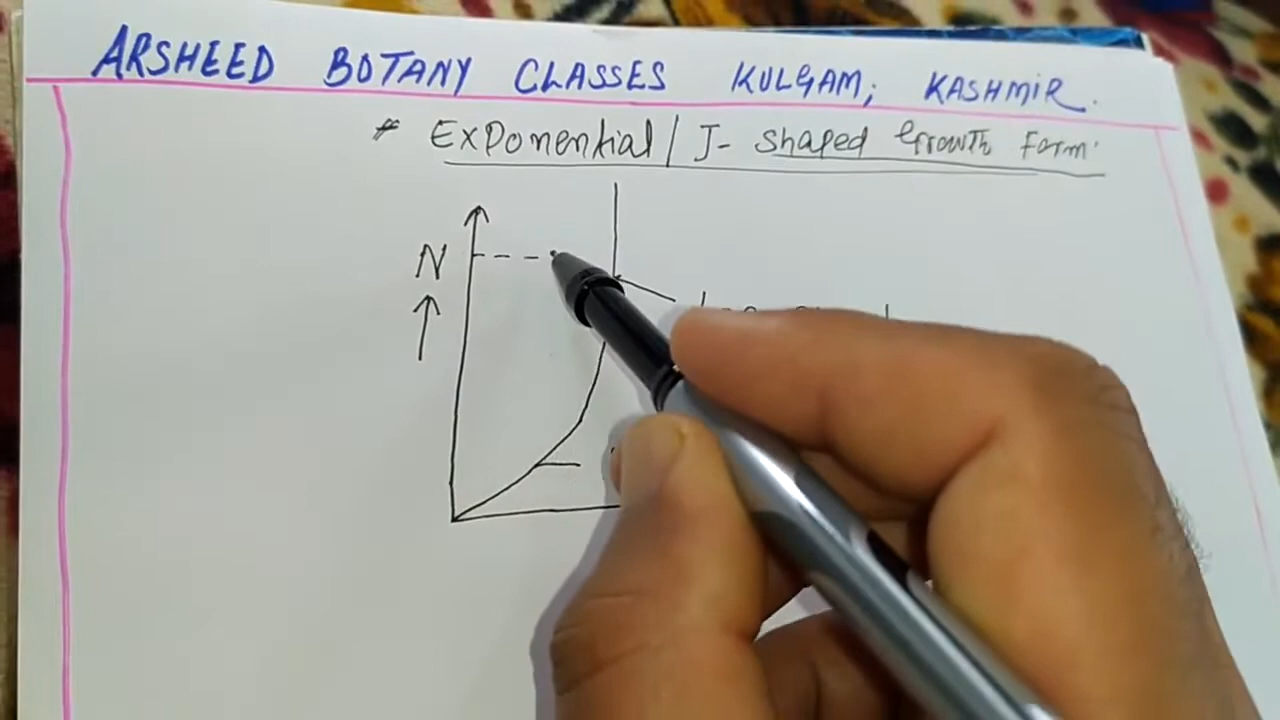 ARSHEED BOTANY CLASSES KULGAM; KASHMIR.
# Exponential / J- shaped Growth Form
N